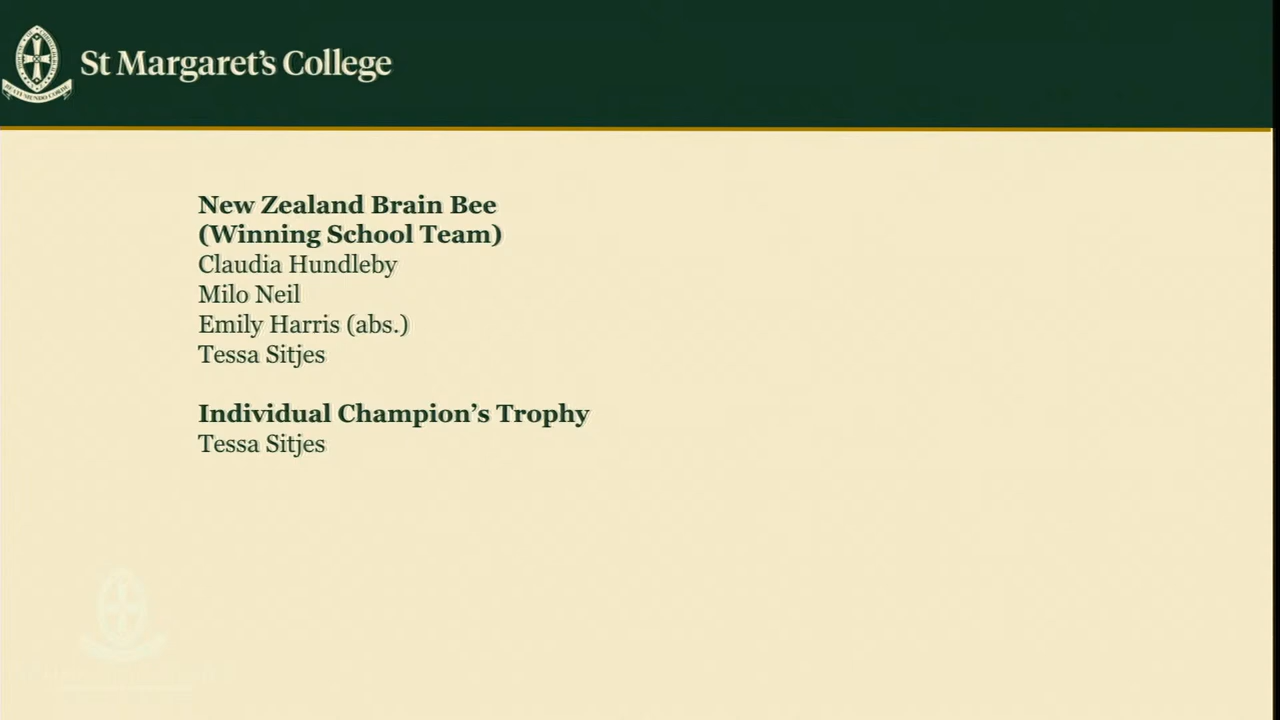 St Margaret's College
New Zealand Brain Bee
(Winning School Team)
Claudia Hundleby
Milo Neil
Emily Harris (abs.)
Tessa Sitjes
Individual Champion’s Trophy
Tessa Sitjes